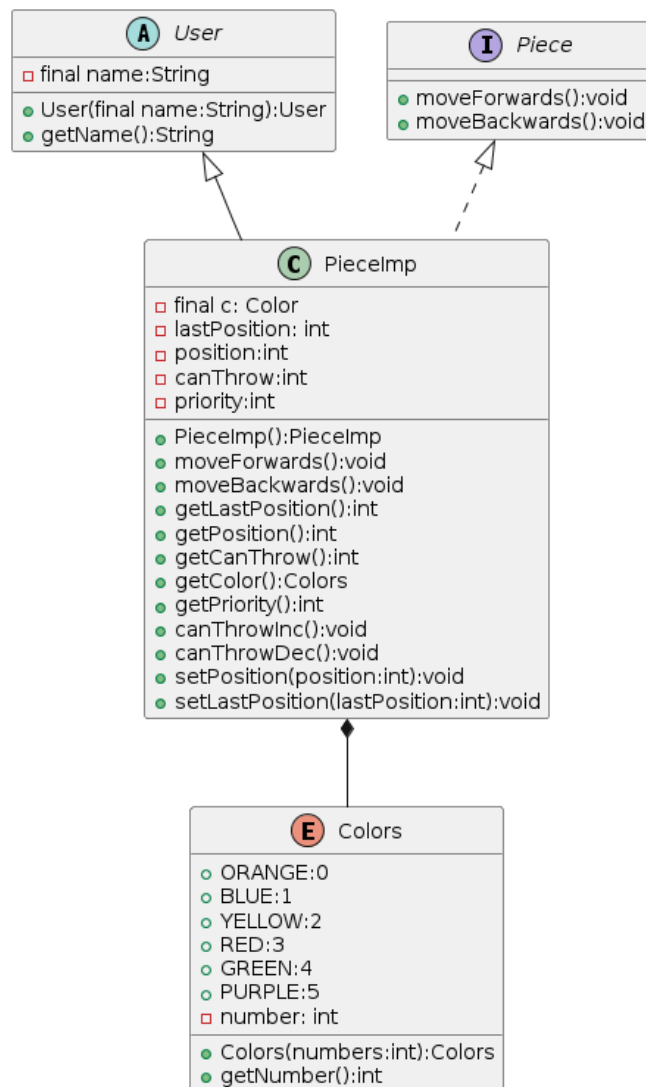 A User
final name:String
User(final name:String):User
getName():String
I Piece
moveForwards():void
moveBackwards():void
C PieceImp
final c: Color
lastPosition: int
position:int
canThrow:int
priority:int
PieceImp():PieceImp
moveForwards():void
moveBackwards():void
getLastPosition():int
getPosition():int
getCanThrow():int
getColor():Colors
getPriority():int
canThrowInc():void
canThrowDec():void
setPosition(position:int):void
setLastPosition(lastPosition:int):void
E Colors
ORANGE:0
BLUE:1
YELLOW:2
RED:3
GREEN:4
PURPLE:5
number: int
Colors(numbers:int):Colors
getNumber():int